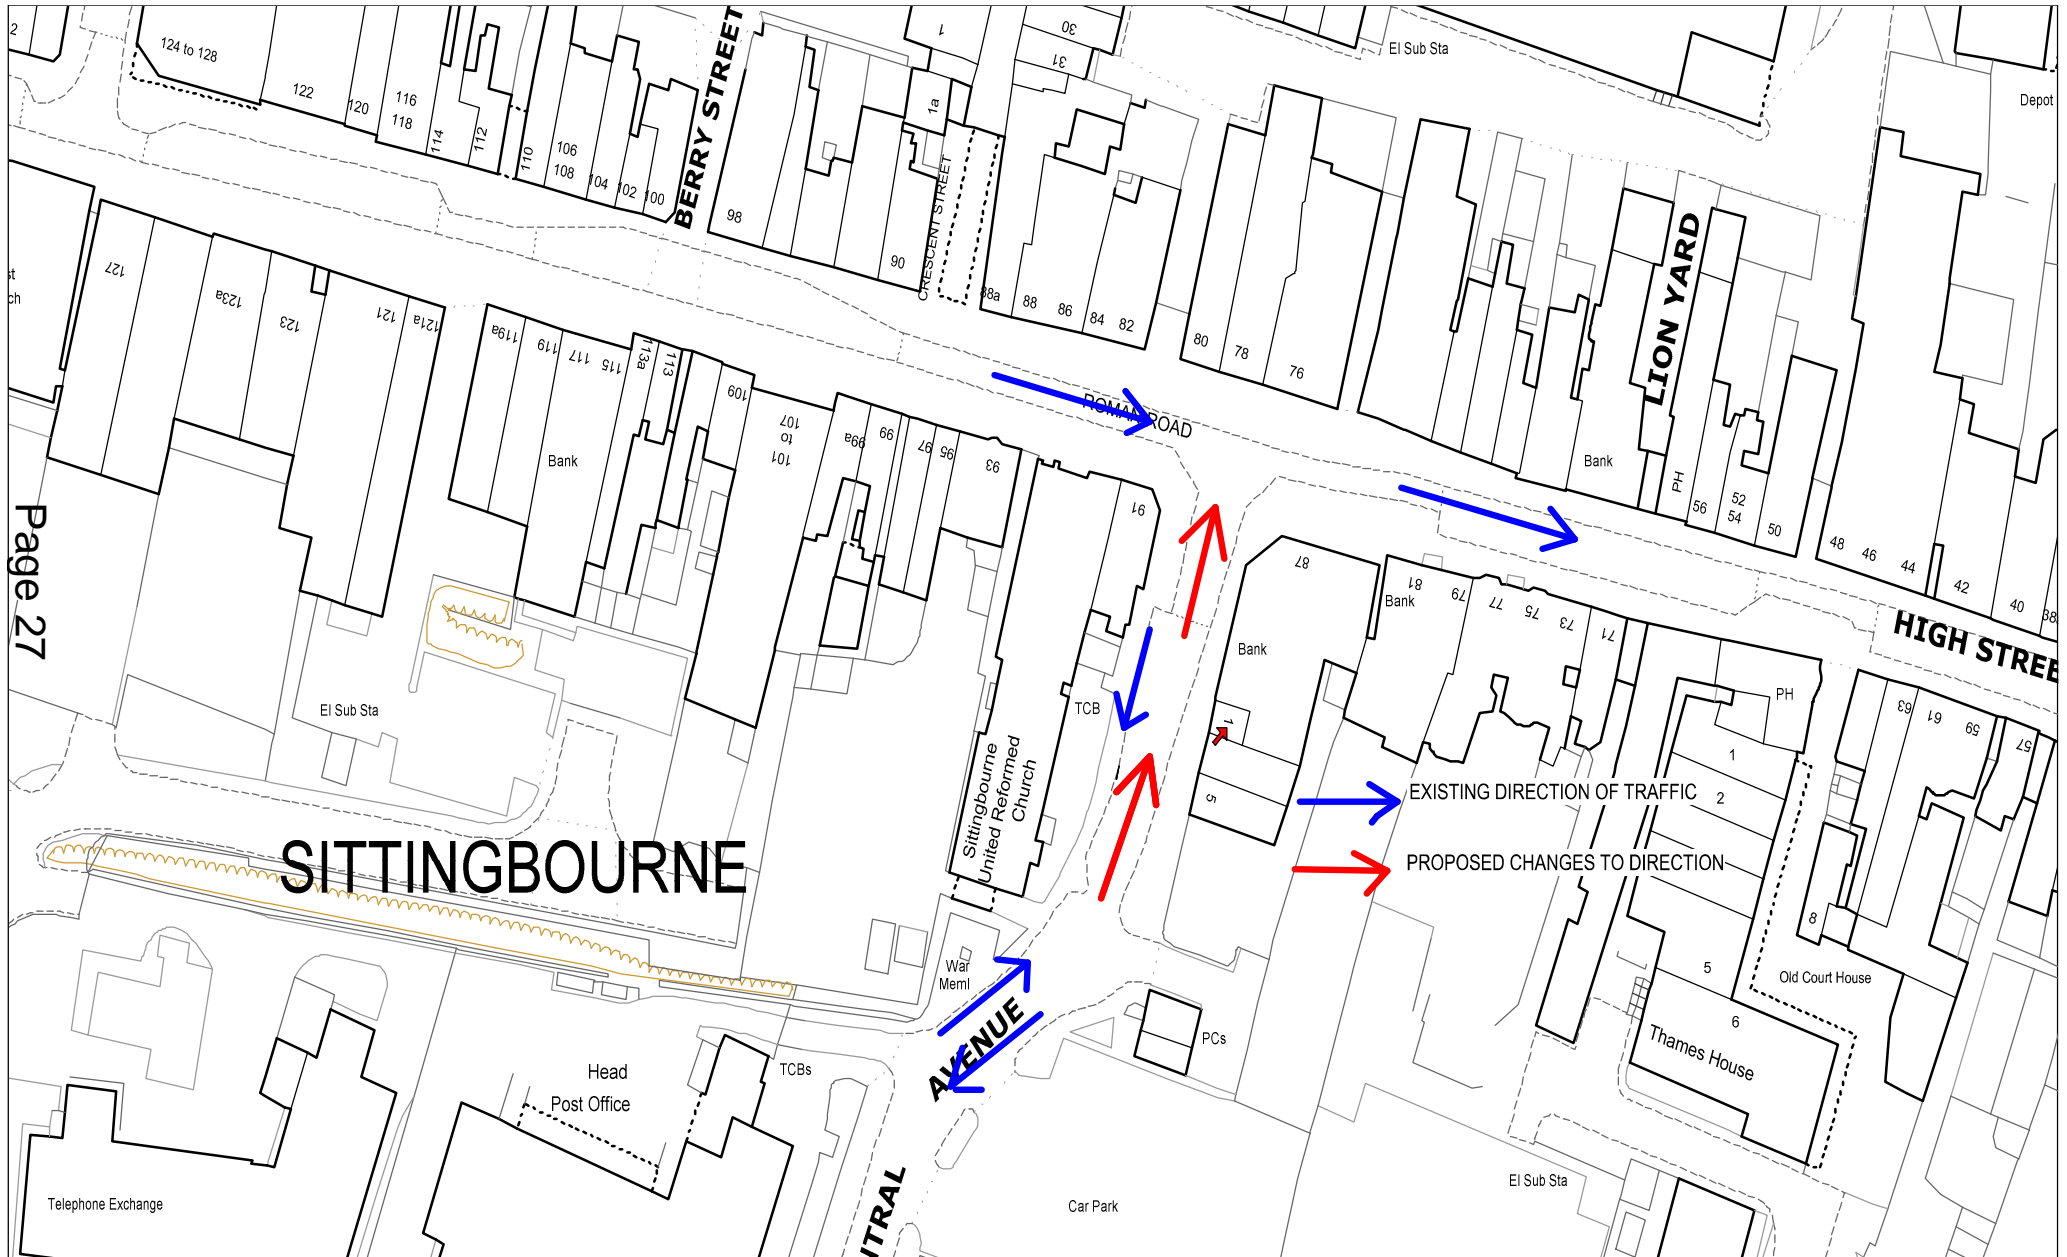 2
124 to 128
122
120
116
118
114
112
110
106
108
104
102
100
BERRY STREET
98
90
1
1a
CRESCENT STREET
30
31
88a
88
86
84
82
80
78
76
El Sub Sta
Depot
LION YARD
Bank
PH
56
52
54
50
48
46
44
42
40
38
HIGH STREE
127
123a
123
121
121a
119a
119
117
115
113a
113
109
107
to
101
99a
99
97
95
93
91
Bank
ROMAN ROAD
87
Bank
81
Bank
79
77
75
73
71
PH
63
61
59
57
Page 27
El Sub Sta
TCB
Sittingbourne
United Reformed
Church
1
5
EXISTING DIRECTION OF TRAFFIC
PROPOSED CHANGES TO DIRECTION
1
2
5
6
8
Old Court House
Thames House
SITTINGBOURNE
War
Meml
AVENUE
PCs
TCBs
Head
Post Office
Telephone Exchange
NTRAL
Car Park
El Sub Sta